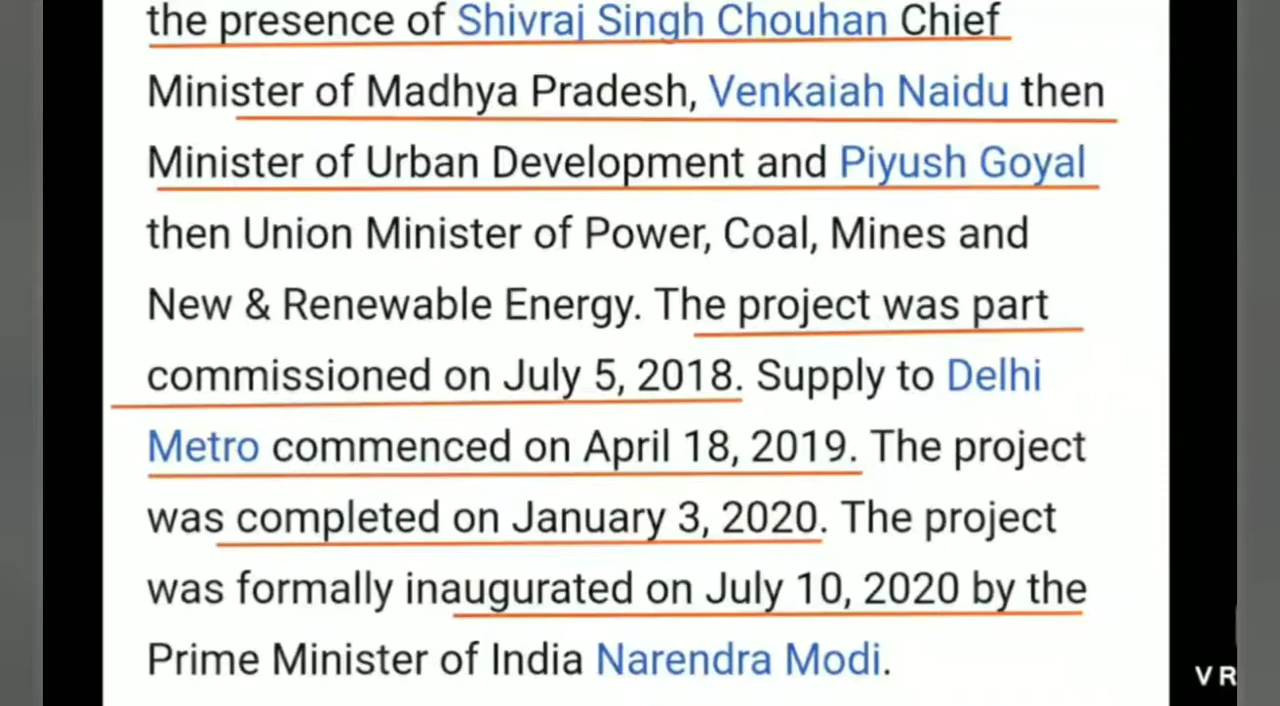 the presence of Shivraj Singh Chouhan Chief
Minister of Madhya Pradesh, Venkaiah Naidu then
Minister of Urban Development and Piyush Goyal
then Union Minister of Power, Coal, Mines and
New & Renewable Energy. The project was part
commissioned on July 5, 2018. Supply to Delhi
Metro commenced on April 18, 2019. The project
was completed on January 3, 2020. The project
was formally inaugurated on July 10, 2020 by the
Prime Minister of India Narendra Modi.
VR